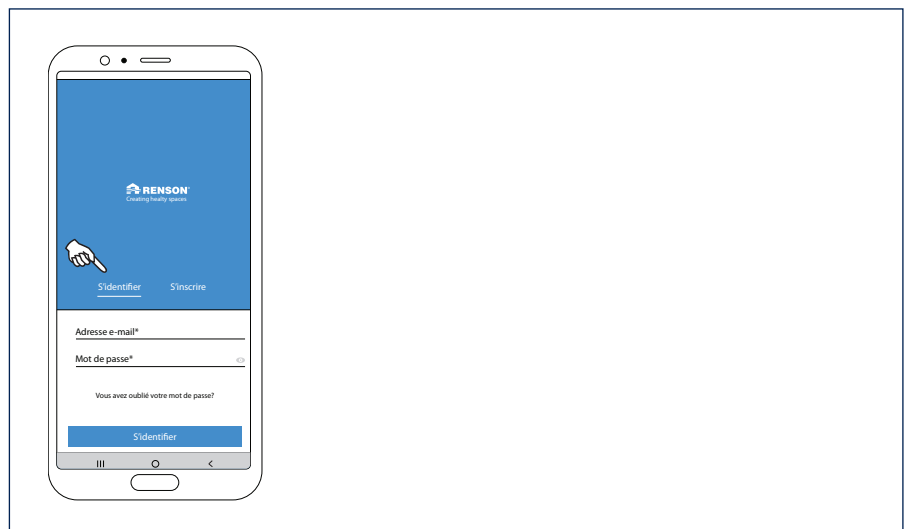 RENSON
Creating healty spaces
S'identifier S'inscrire
Adresse e-mail*
Mot de passe*
Vous avez oublié votre mot de passe?
S'identifier